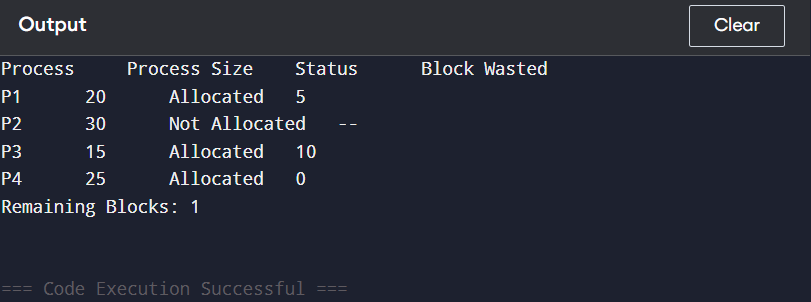 Output
Clear
Process Process Size Status Block Wasted
P1 20 Allocated 5
P2 30 Not Allocated --
P3 15 Allocated 10
P4 25 Allocated 0
Remaining Blocks: 1
=== Code Execution Successful ===